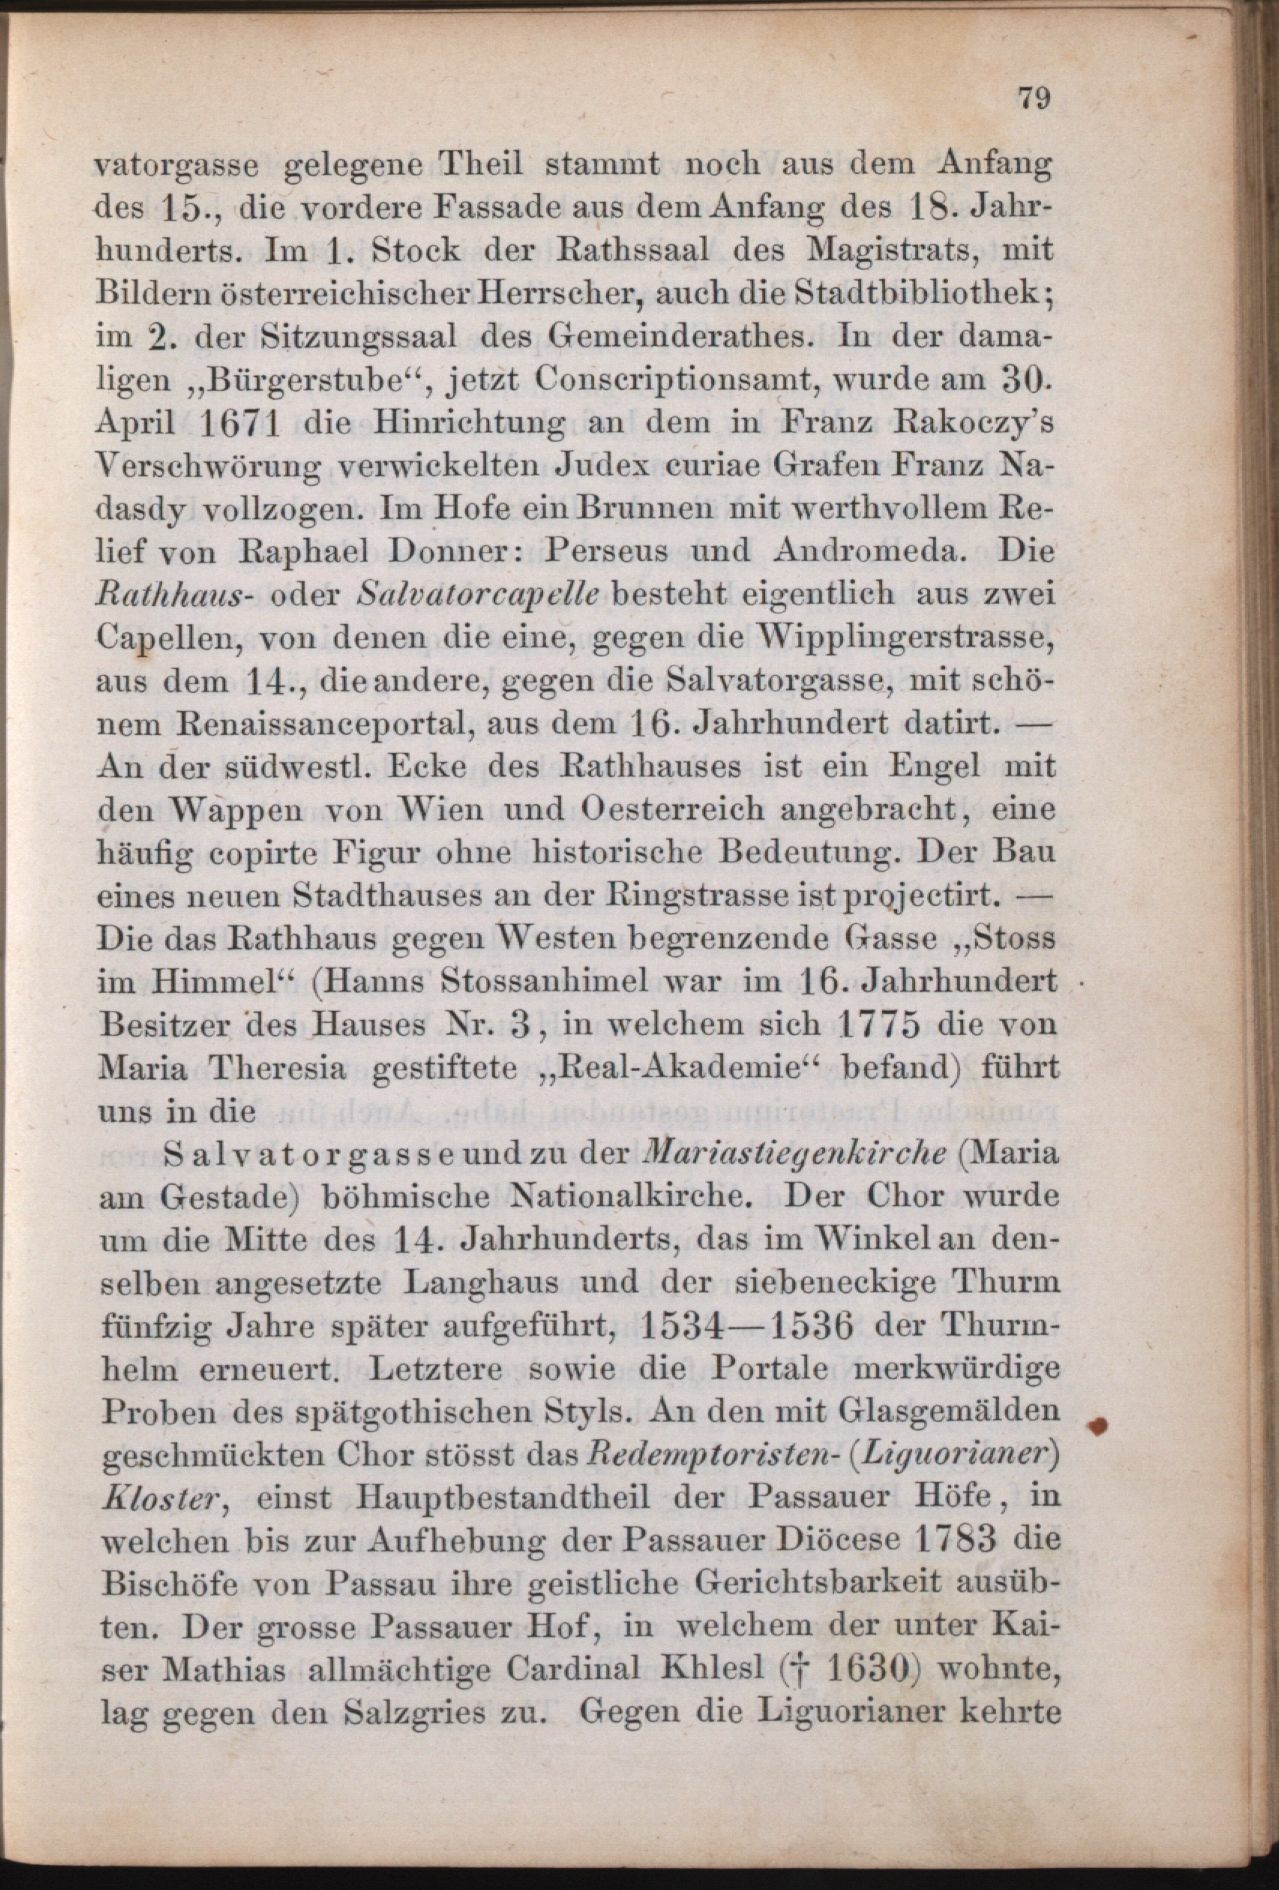 79
vatorgasse gelegene Theil stammt noch aus dem Anfang
des 15., die vordere Fassade aus dem Anfang des 18. Jahr-
hunderts. Im 1. Stock der Rathssaal des Magistrats, mit
Bildern österreichischer Herrscher, auch die Stadtbibliothek;
im 2. der Sitzungssaal des Gemeinderathes. In der dama-
ligen „Bürgerstube“, jetzt Conscriptionsamt, wurde am 30.
April 1671 die Hinrichtung an dem in Franz Rakoczy's
Verschwörung verwickelten Judex curiae Grafen Franz Na-
dasdy vollzogen. Im Hofe ein Brunnen mit werthvollem Re-
lief von Raphael Donner: Perseus und Andromeda. Die
Rathhaus- oder Salvatorcapelle besteht eigentlich aus zwei
Capellen, von denen die eine, gegen die Wipplingerstrasse,
aus dem 14., die andere, gegen die Salvatorgasse, mit schö-
nem Renaissanceportal, aus dem 16. Jahrhundert datirt. —
An der südwestl. Ecke des Rathhauses ist ein Engel mit
den Wappen von Wien und Oesterreich angebracht, eine
häufig copirte Figur ohne historische Bedeutung. Der Bau
eines neuen Stadthauses an der Ringstrasse ist projectirt. —
Die das Rathhaus gegen Westen begrenzende Gasse „Stoss
im Himmel“ (Hanns Stossanhimel war im 16. Jahrhundert
Besitzer des Hauses Nr. 3, in welchem sich 1775 die von
Maria Theresia gestiftete „Real-Akademie“ befand) führt
uns in die
Salvatorgasse und zu der Mariastiegenkirche (Maria
am Gestade) böhmische Nationalkirche. Der Chor wurde
um die Mitte des 14. Jahrhunderts, das im Winkel an den-
selben angesetzte Langhaus und der siebeneckige Thurm
fünfzig Jahre später aufgeführt, 1534—1536 der Thurm-
helm erneuert. Letztere sowie die Portale merkwürdige
Proben des spätgothischen Styls. An den mit Glasgemälden
geschmückten Chor stösst das Redemptoristen- (Liguorianer)
Kloster, einst Hauptbestandtheil der Passauer Höfe, in
welchen bis zur Aufhebung der Passauer Diöcese 1783 die
Bischöfe von Passau ihre geistliche Gerichtsbarkeit ausüb-
ten. Der grosse Passauer Hof, in welchem der unter Kai-
ser Mathias allmächtige Cardinal Khlesl († 1630) wohnte,
lag gegen den Salzgries zu. Gegen die Liguorianer kehrte